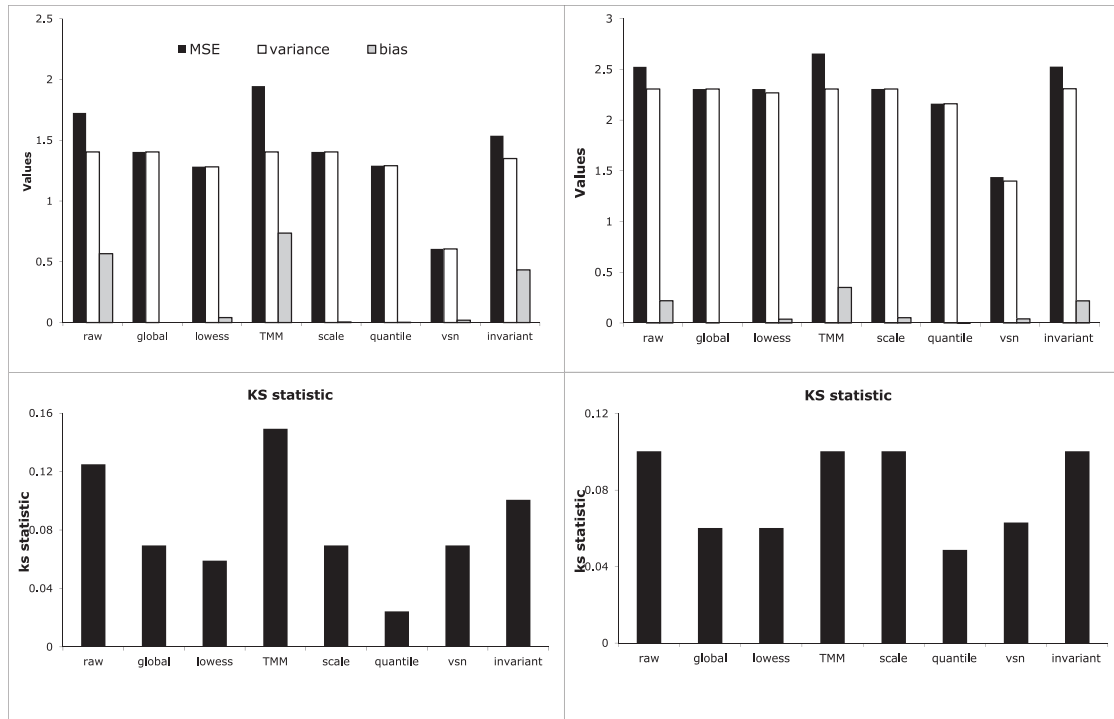 2.5
MSE variance bias
2
1.5
1
0.5
0
Values
raw global lowess TMM scale quantile vsn invariant
3
2.5
2
1.5
1
0.5
0
Values
raw global lowess TMM scale quantile vsn invariant
KS statistic
0.16
0.12
0.08
0.04
0
ks statistic
raw global lowess TMM scale quantile vsn invariant
KS statistic
0.12
0.08
0.04
0
ks statistic
raw global lowess TMM scale quantile vsn invariant